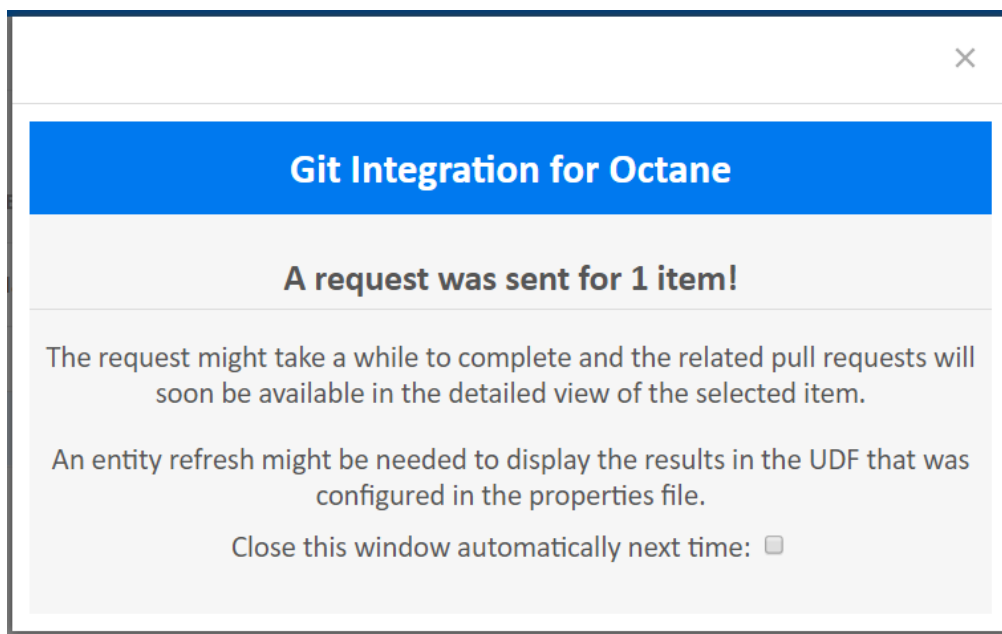 Git Integration for Octane
A request was sent for 1 item!
The request might take a while to complete and the related pull requests will
soon be available in the detailed view of the selected item.
An entity refresh might be needed to display the results in the UDF that was
configured in the properties file.
Close this window automatically next time: